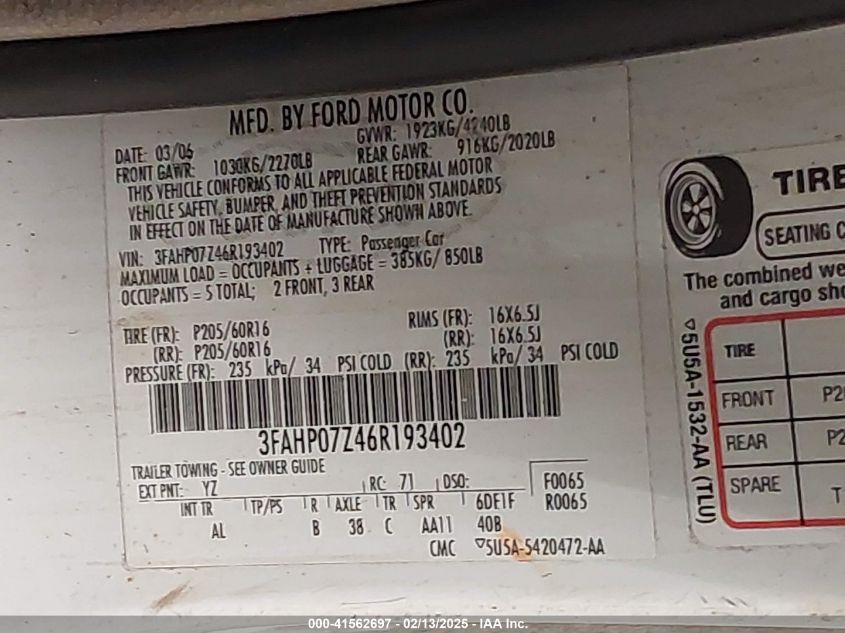 MFD. BY FORD MOTOR CO.
DATE: 03/06 GVWR: 1923KG/4240LB
FRONT GAWR: 1030KG/2270LB REAR GAWR: 916KG/2020LB
THIS VEHICLE CONFORMS TO ALL APPLICABLE FEDERAL MOTOR
VEHICLE SAFETY, BUMPER, AND THEFT PREVENTION STANDARDS
IN EFFECT ON THE DATE OF MANUFACTURE SHOWN ABOVE.
VIN: 3FAHP07Z46R193402 TYPE: Passenger Car
MAXIMUM LOAD = OCCUPANTS + LUGGAGE = 385KG/ 850LB
OCCUPANTS = 5 TOTAL; 2 FRONT, 3 REAR
TIRE (FR): P205/60R16 RIMS (FR): 16X6.5J
(RR): P205/60R16 (RR): 16X6.5J
PRESSURE (FR): 235 kPa/ 34 PSI COLD (RR): 235 kPa/ 34 PSI COLD
3FAHP07Z46R193402
TRAILER TOWING - SEE OWNER GUIDE
EXT PNT: YZ RC: 71 DSO: F0065
INT TR TP/PS R AXLE TR SPR 6DE1F R0065
AL B 38 C AA11 40B
CMC ▽5U5A-5420472-AA
TIRE
SEATING C
The combined we
and cargo sho
▽5U5A-1532-AA (TLU)
TIRE
FRONT P2
REAR P2
SPARE T
000-41562697 - 02/13/2025 - IAA Inc.